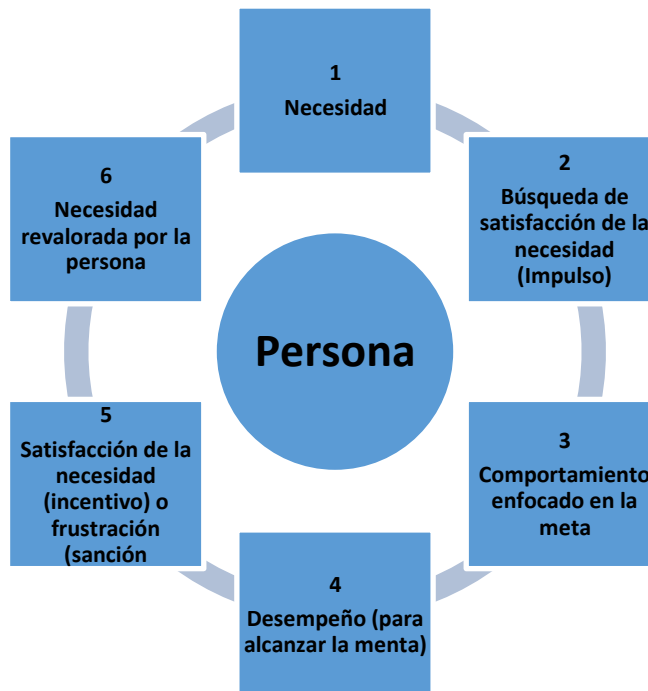 1
Necesidad
2
Búsqueda de
satisfacción de la
necesidad
(Impulso)
3
Comportamiento
enfocado en la
meta
4
Desempeño (para
alcanzar la menta)
5
Satisfacción de la
necesidad
(incentivo) o
frustración
(sanción
6
Necesidad
revalorada por la
persona
Persona